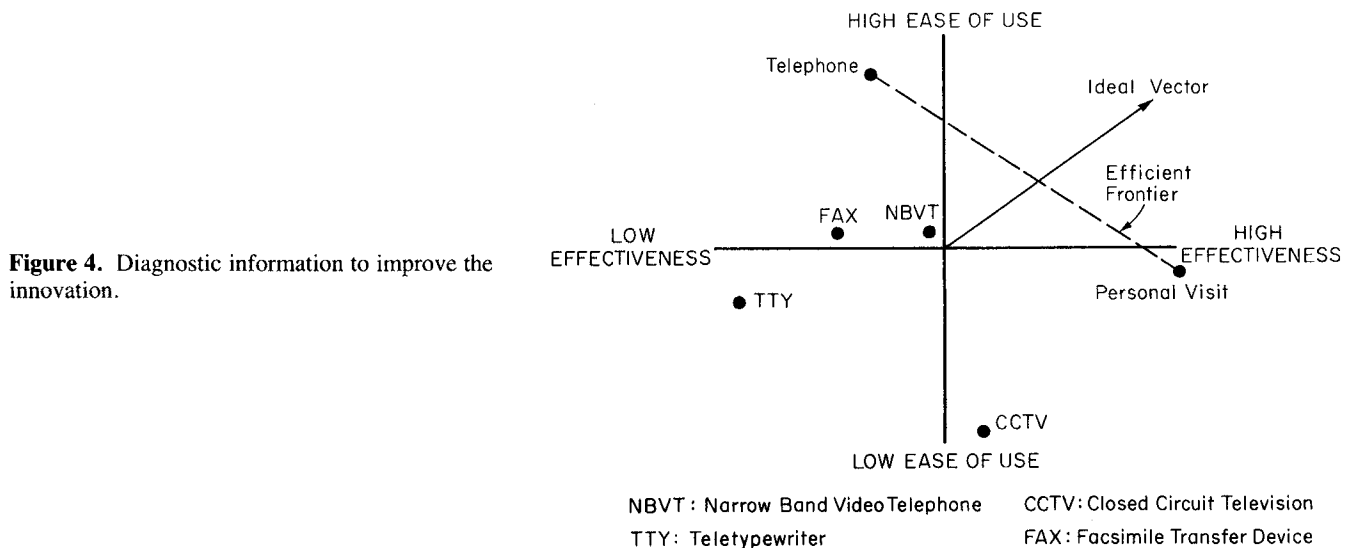 HIGH EASE OF USE
Telephone
Ideal Vector
Efficient
Frontier
FAX
NBVT
LOW
EFFECTIVENESS
HIGH
EFFECTIVENESS
Figure 4. Diagnostic information to improve the
innovation.
Personal Visit
TTY
CCTV
LOW EASE OF USE
NBVT: Narrow Band Video Telephone
CCTV: Closed Circuit Television
TTY: Teletypewriter
FAX: Facsimile Transfer Device